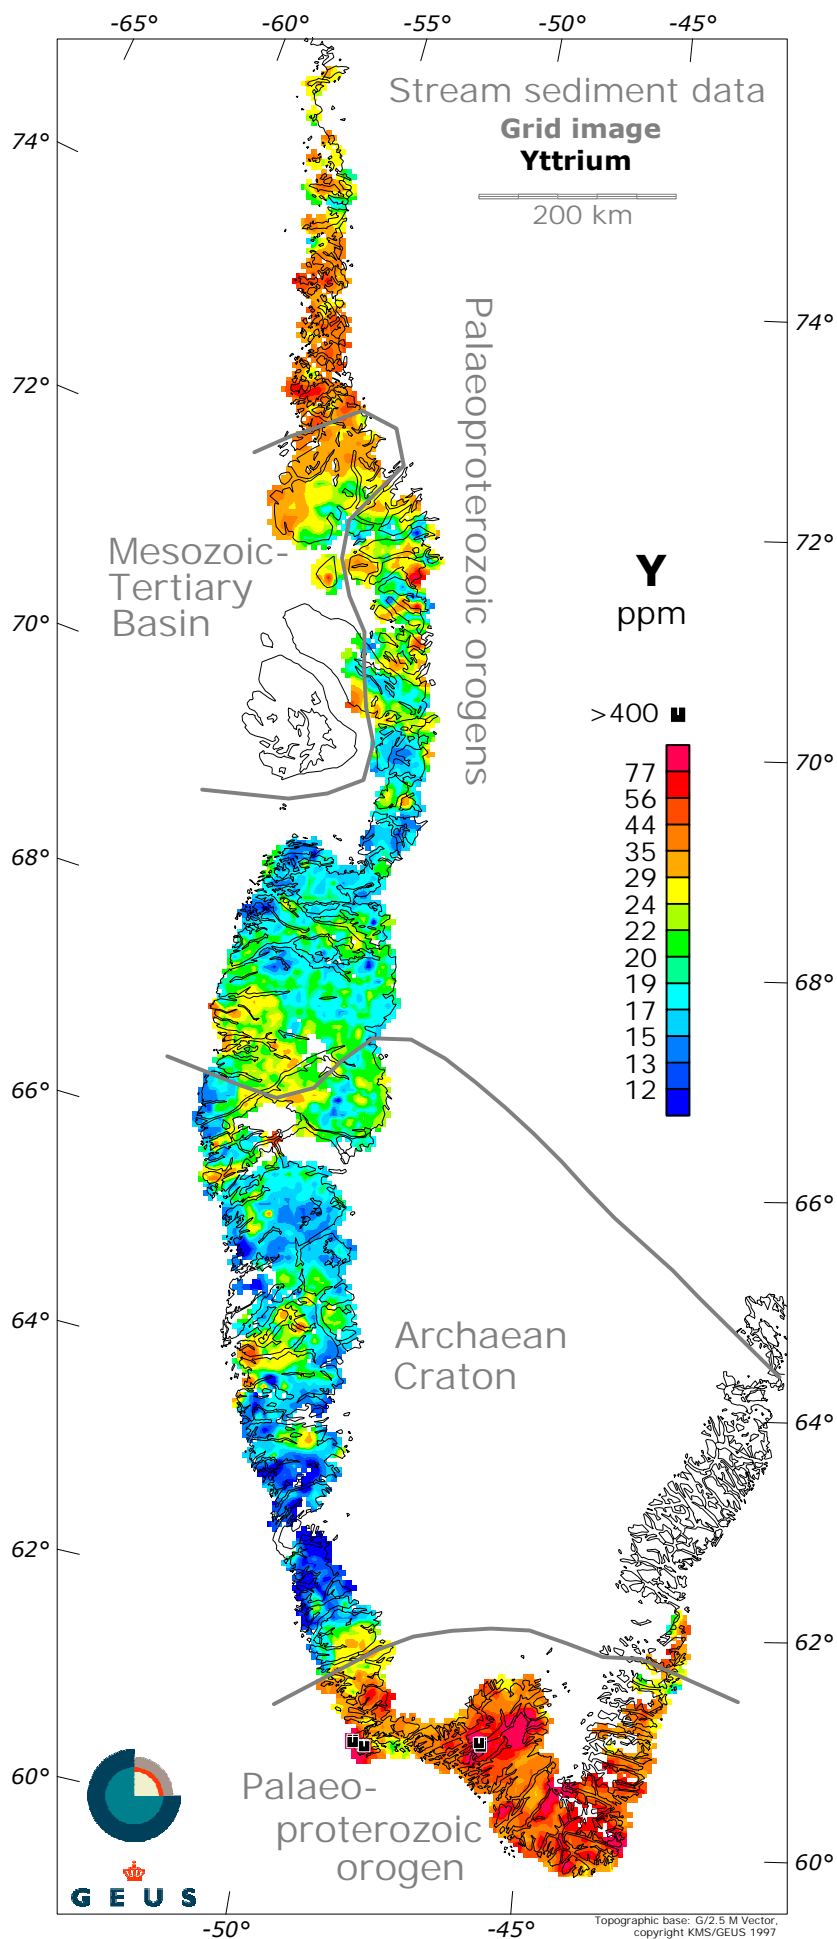 -65° -60° -55° -50° -45°
Stream sediment data
Grid image
Yttrium
200 km
74°
74°
72°
72°
Palaeoproterozoic orogens
Mesozoic-
Tertiary
Basin
Y
ppm
70°
>400
70°
77
56
44
35
29
24
22
20
19
17
15
13
12
68°
68°
66°
66°
64°
Archaean
Craton
64°
62°
62°
60°
Palaeo-
proterozoic
orogen
60°
GEUS
-50° -45°
Topographic base: G/2.5 M Vector,
copyright KMS/GEUS 1997